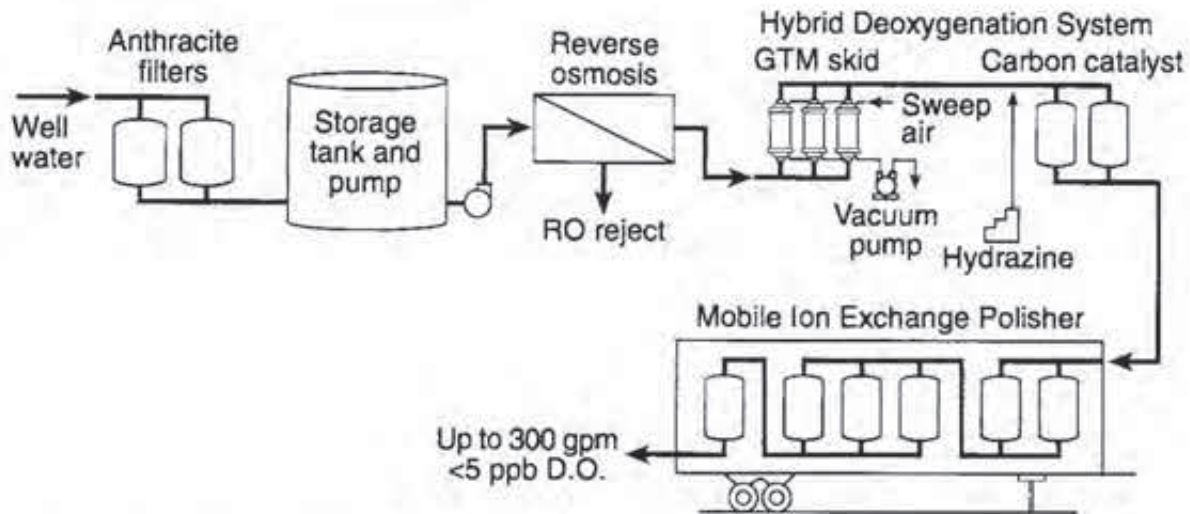 Anthracite
filters
Well
water
Storage
tank and
pump
Reverse
osmosis
RO reject
Hybrid Deoxygenation System
GTM skid
Carbon catalyst
Sweep
air
Vacuum
pump
Hydrazine
Mobile Ion Exchange Polisher
Up to 300 gpm
<5 ppb D.O.